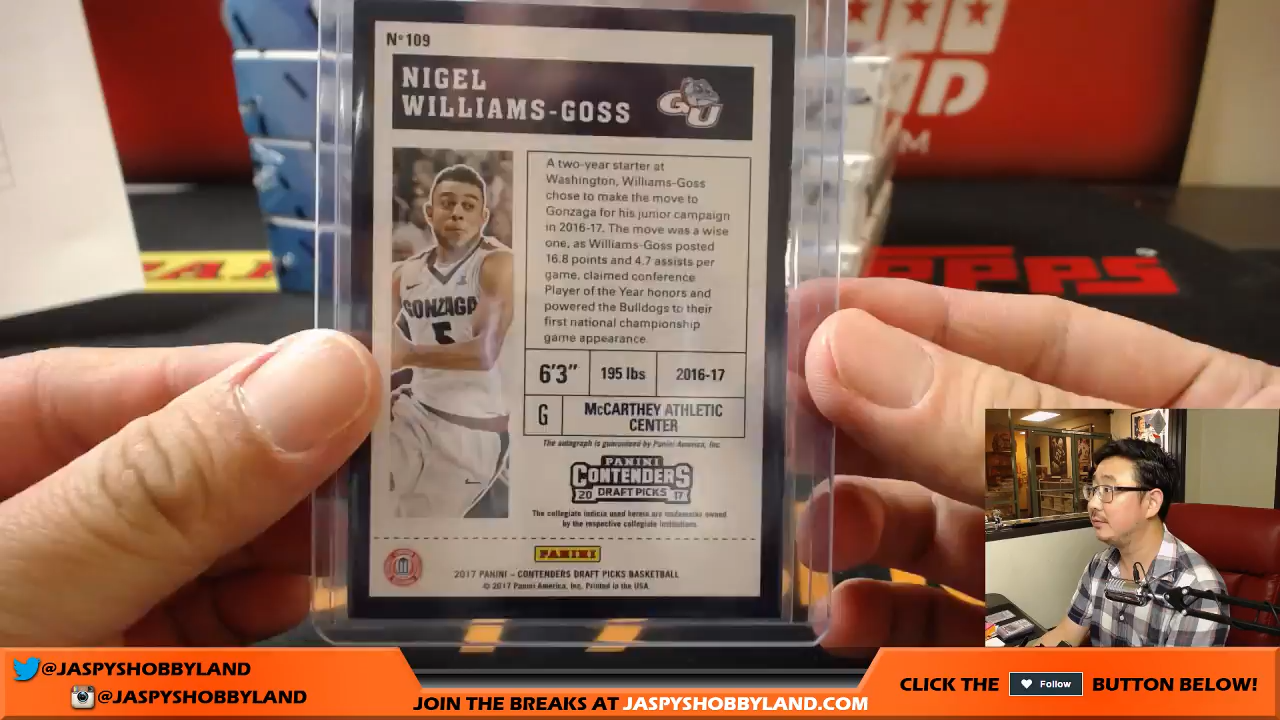 Nº109
NIGEL
WILLIAMS-GOSS
GU
A two-year starter at
Washington, Williams-Goss
chose to make the move to
Gonzaga for his junior campaign
in 2016-17. The move was a wise
one, as Williams-Goss posted
16.8 points and 4.7 assists per
game, claimed conference
Player of the Year honors and
powered the Bulldogs to their
first national championship
game appearance.
GONZAGA
5
6'3" 195 lbs 2016-17
G McCARTHEY ATHLETIC
CENTER
The autograph is guaranteed by Panini America, Inc.
PANINI
CONTENDERS
20 DRAFT PICKS 17
The collegiate indicia used herein are trademarks owned
by the respective collegiate institutions.
PANINI
2017 PANINI – CONTENDERS DRAFT PICKS BASKETBALL
© 2017 Panini America, Inc. Printed in the USA.
TOPPS
@JASPYSHOBBYLAND
@JASPYSHOBBYLAND
JOIN THE BREAKS AT JASPYSHOBBYLAND.COM
CLICK THE Follow BUTTON BELOW!